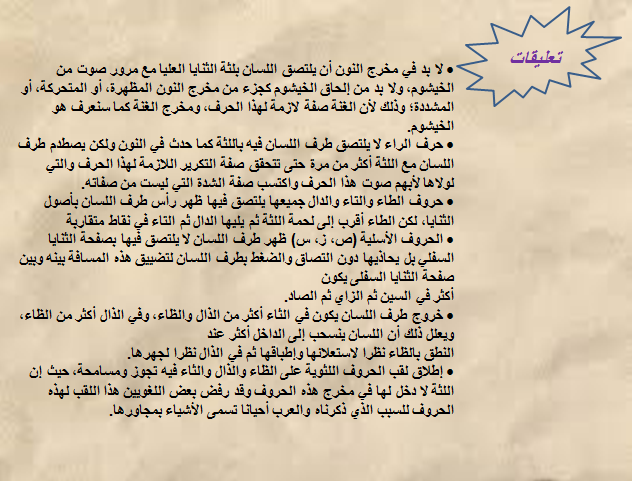 تعليقات
● لا بد في مخرج النون أن يلتصق اللسان بلثة الثنايا العليا مع مرور صوت من
الخيشوم، ولا بد من إلحاق الخيشوم كجزء من مخرج النون المظهرة، أو المتحركة، أو
المشددة؛ وذلك لأن الغنة صفة لازمة لهذا الحرف، ومخرج الغنة كما سنعرف هو
الخيشوم.
● حرف الراء لا يلتصق طرف اللسان فيه باللثة كما حدث في النون ولكن يصطدم طرف
اللسان مع اللثة أكثر من مرة حتى تتحقق صفة التكرير اللازمة لهذا الحرف والتي
لولاها لأبهم صوت هذا الحرف واكتسب صفة الشدة التي ليست من صفاته.
● حروف الطاء والتاء والدال جميعها يلتصق فيها ظهر رأس طرف اللسان بأصول
الثنايا، لكن الطاء أقرب إلى لحمة اللثة ثم يليها الدال ثم التاء في نقاط متقاربة
● الحروف الأسلية (ص، ز، س) ظهر طرف اللسان لا يلتصق فيها بصفحة الثنايا
السفلي بل يحاذيها دون التصاق والضغط بطرف اللسان لتضييق هذه المسافة بينه وبين
صفحة الثنايا السفلى يكون
أكثر في السين ثم الزاي ثم الصاد.
● خروج طرف اللسان يكون في الثاء أكثر من الذال والظاء، وفي الذال أكثر من الظاء،
ويعلل ذلك أن اللسان ينسحب إلى الداخل أكثر عند
النطق بالظاء نظرا لاستعلائها وإطباقها ثم في الذال نظرا لجهرها.
● إطلاق لقب الحروف اللثوية على الظاء والذال والثاء فيه تجوز ومسامحة، حيث إن
اللثة لا دخل لها في مخرج هذه الحروف وقد رفض بعض اللغويين هذا اللقب لهذه
الحروف للسبب الذي ذكرناه والعرب أحيانا تسمى الأشياء بمجاورها.